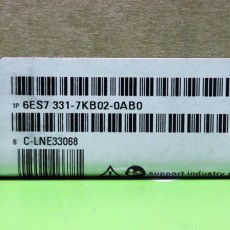 1P 6ES7 331-7KB02-0AB0
S C-LNE33068
support industry